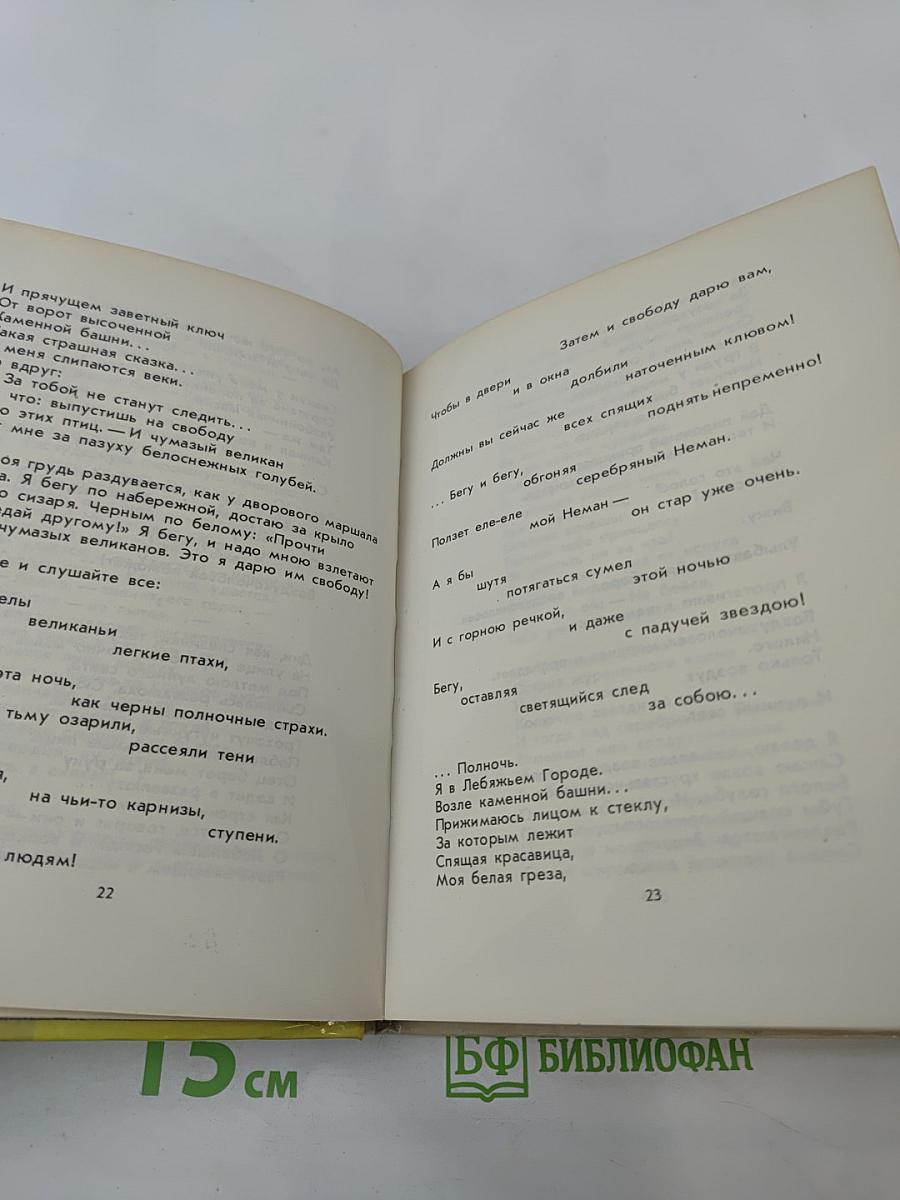 И прячущем заветный ключ
От ворот высоченной
Каменной башни...
такая страшная сказка...
меня слипаются веки.
вдруг:
За тобой не станут следить...
что: выпустишь на свободу
этих птиц. — И чумазый великан
мне за пазуху белоснежных голубей.
грудь раздувается, как у дворового маршала
Я бегу по набережной, достаю за крыло
сизаря. Черным по белому: «Прочти
другому!» Я бегу, и надо мною взлетают
чумазых великанов. Это я дарю им свободу!
и слушайте все:
великаньи
легкие птахи,
эта ночь,
как черны полночные страхи.
тьму озарили,
рассеяли тени
на чьи-то карнизы,
ступени.
людям!
22
Затем и свободу дарю вам,
Чтобы в двери
и в окна
долбили
наточенным клювом!
Должны вы сейчас же
всех спящих
поднять непременно!
... Бегу и бегу,
обгоняя
серебряный Неман.
Ползет еле-еле
мой Неман —
он стар уже очень.
А я бы
шутя
потягаться сумел
этой ночью
И с горною речкой,
и даже
с падучей звездою!
Бегу,
оставляя
светящийся след
за собою...
... Полночь.
Я в Лебяжьем Городе.
Возле каменной башни...
Прижимаюсь лицом к стеклу,
За которым лежит
Спящая красавица,
Моя белая греза,
23
15 см
БФ БИБЛИОФАН